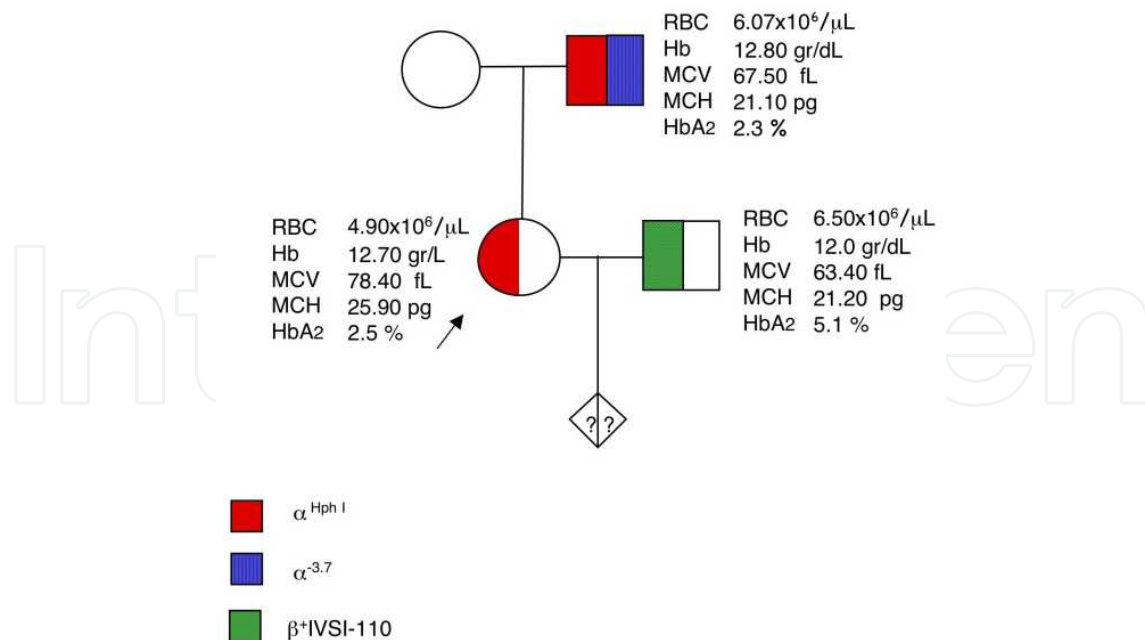 RBC 6.07x10⁶/μL
Hb 12.80 gr/dL
MCV 67.50 fL
MCH 21.10 pg
HbA2 2.3 %
RBC 4.90x10⁶/μL
Hb 12.70 gr/L
MCV 78.40 fL
MCH 25.90 pg
HbA2 2.5 %
RBC 6.50x10⁶/μL
Hb 12.0 gr/dL
MCV 63.40 fL
MCH 21.20 pg
HbA2 5.1 %
Int en
? ?
α Hph I
α-3.7
β+IVSI-110